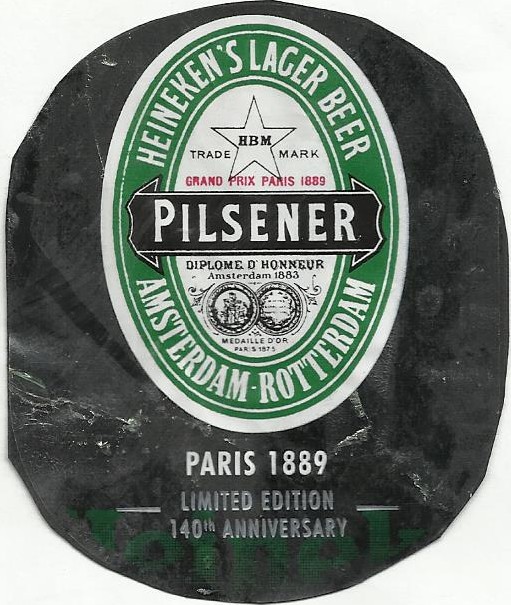 HEINEKEN'S LAGER BEER
HBM
TRADE MARK
GRAND PRIX PARIS 1889
PILSENER
DIPLOME D'HONNEUR
Amsterdam 1883
MEDAILLE D'OR
PARIS 1875
AMSTERDAM-ROTTERDAM
PARIS 1889
LIMITED EDITION
140th ANNIVERSARY